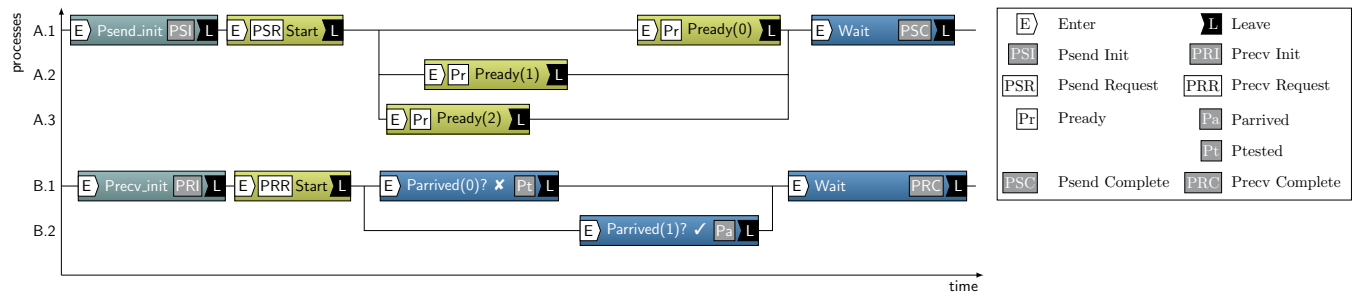 processes
A.1 E Psend_init PSI L E PSR Start L E Pr Pready(0) L E Wait PSC L
A.2 E Pr Pready(1) L
A.3 E Pr Pready(2) L
B.1 E Precv_init PRI L E PRR Start L E Parrived(0)? ✘ Pt L E Wait PRC L
B.2 E Parrived(1)? ✓ Pa L
time
E Enter L Leave
PSI Psend Init PRI Precv Init
PSR Psend Request PRR Precv Request
Pr Pready Pa Parrived
Pt Ptested
PSC Psend Complete PRC Precv Complete